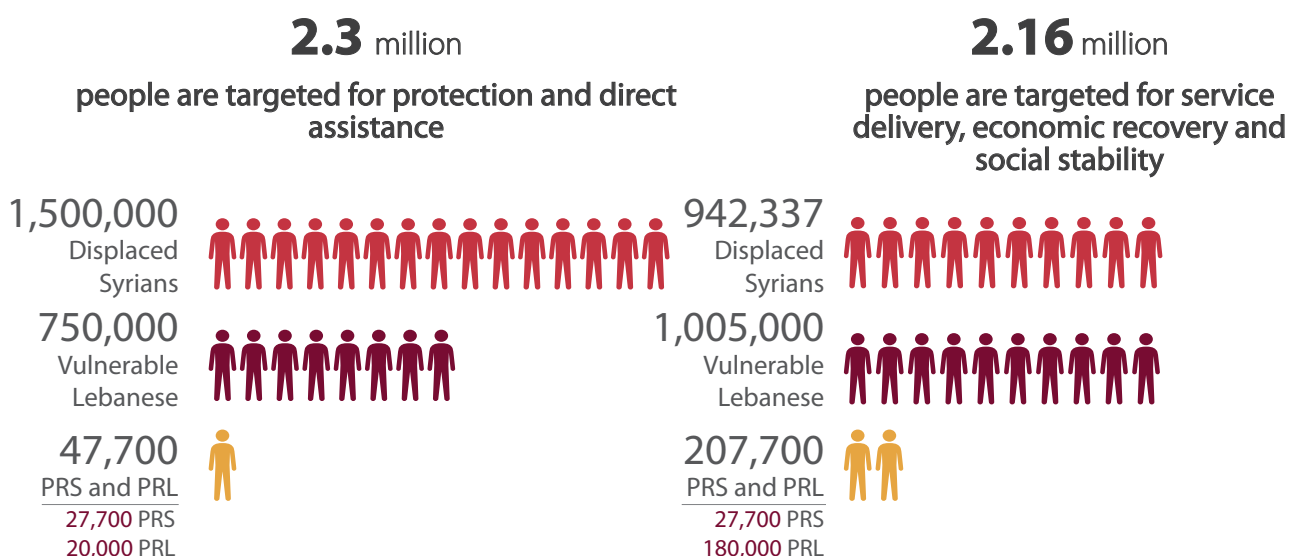 2.3 million
people are targeted for protection and direct
assistance
1,500,000
Displaced
Syrians
750,000
Vulnerable
Lebanese
47,700
PRS and PRL
27,700 PRS
20,000 PRL
2.16 million
people are targeted for service
delivery, economic recovery and
social stability
942,337
Displaced
Syrians
1,005,000
Vulnerable
Lebanese
207,700
PRS and PRL
27,700 PRS
180,000 PRL